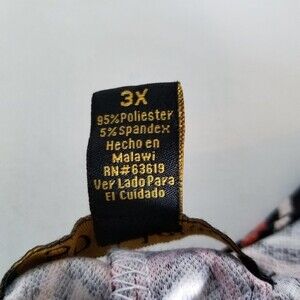 3X
95%Poliester
5%Spandex
Hecho en
Malawi
RN#63619
Ver Lado Para
El Cuidado